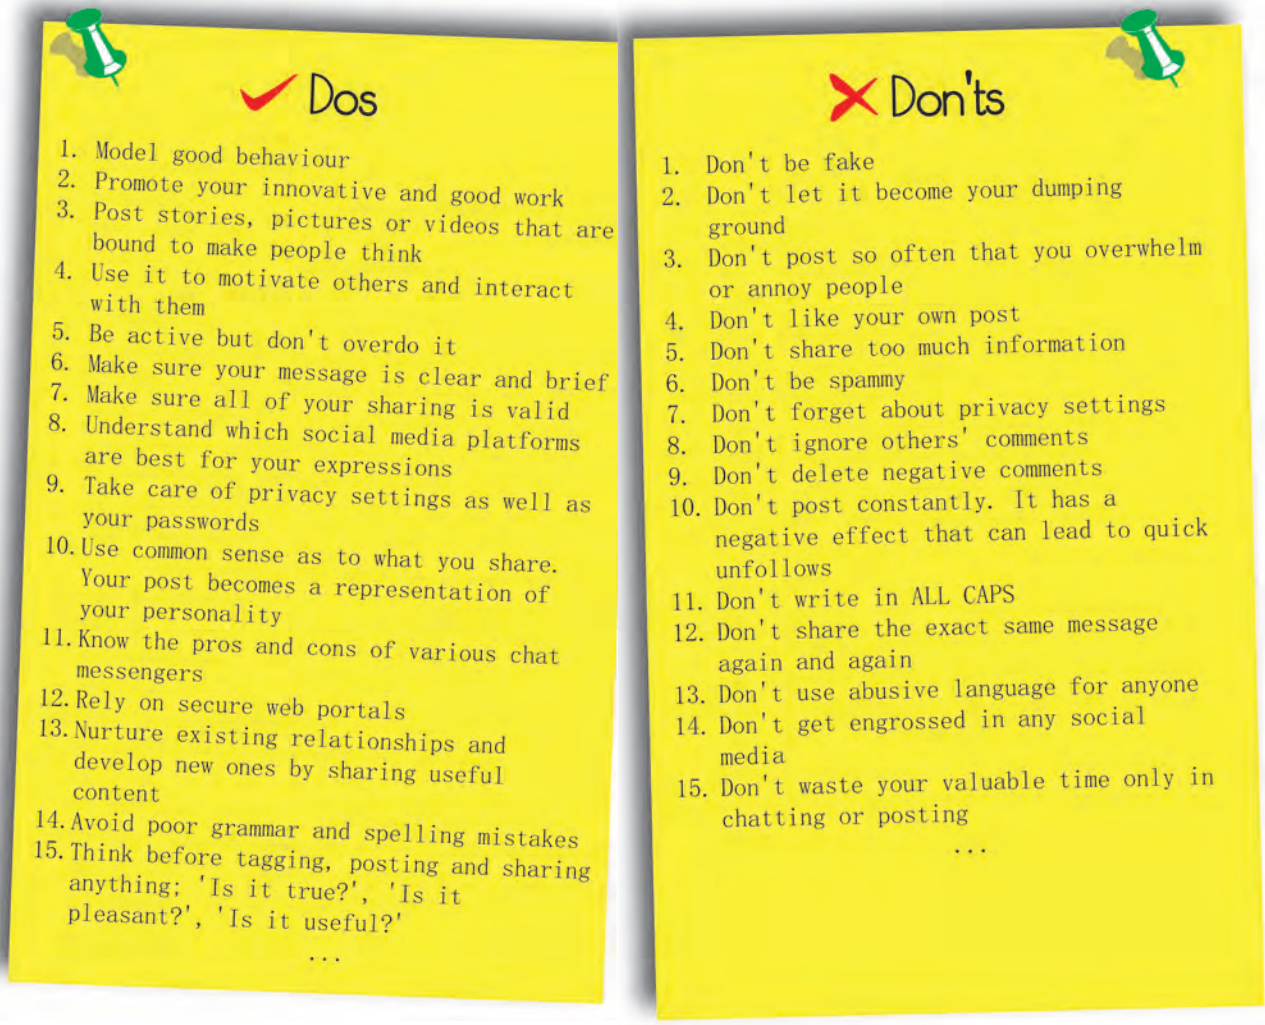 Dos
1. Model good behaviour
2. Promote your innovative and good work
3. Post stories, pictures or videos that are
bound to make people think
4. Use it to motivate others and interact
with them
5. Be active but don't overdo it
6. Make sure your message is clear and brief
7. Make sure all of your sharing is valid
8. Understand which social media platforms
are best for your expressions
9. Take care of privacy settings as well as
your passwords
10. Use common sense as to what you share.
Your post becomes a representation of
your personality
11. Know the pros and cons of various chat
messengers
12. Rely on secure web portals
13. Nurture existing relationships and
develop new ones by sharing useful
content
14. Avoid poor grammar and spelling mistakes
15. Think before tagging, posting and sharing
anything; 'Is it true?', 'Is it
pleasant?', 'Is it useful?'
...
Don'ts
1. Don't be fake
2. Don't let it become your dumping
ground
3. Don't post so often that you overwhelm
or annoy people
4. Don't like your own post
5. Don't share too much information
6. Don't be spammy
7. Don't forget about privacy settings
8. Don't ignore others' comments
9. Don't delete negative comments
10. Don't post constantly. It has a
negative effect that can lead to quick
unfollows
11. Don't write in ALL CAPS
12. Don't share the exact same message
again and again
13. Don't use abusive language for anyone
14. Don't get engrossed in any social
media
15. Don't waste your valuable time only in
chatting or posting
...